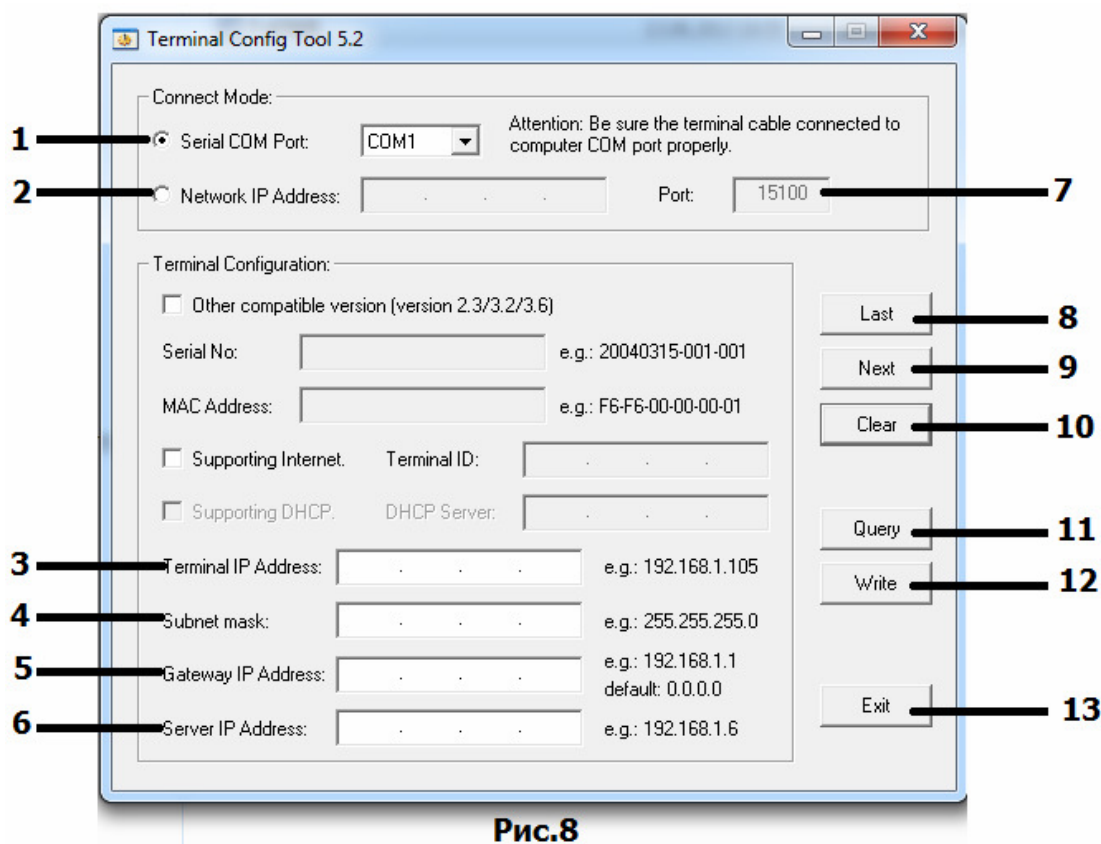 Terminal Config Tool 5.2
Connect Mode:
1 Serial COM Port: COM1 Attention: Be sure the terminal cable connected to
computer COM port properly.
2 Network IP Address: . . . Port: 15100 7
Terminal Configuration:
Other compatible version (version 2.3/3.2/3.6)
Last 8
Serial No: e.g.: 20040315-001-001
Next 9
MAC Address: e.g.: F6-F6-00-00-00-01
Clear 10
Supporting Internet. Terminal ID: . . .
Supporting DHCP. DHCP Server: . . .
Query 11
3 Terminal IP Address: . . . e.g.: 192.168.1.105
Write 12
4 Subnet mask: . . . e.g.: 255.255.255.0
5 Gateway IP Address: . . . e.g.: 192.168.1.1
default: 0.0.0.0
Exit 13
6 Server IP Address: . . . e.g.: 192.168.1.6
Рис.8